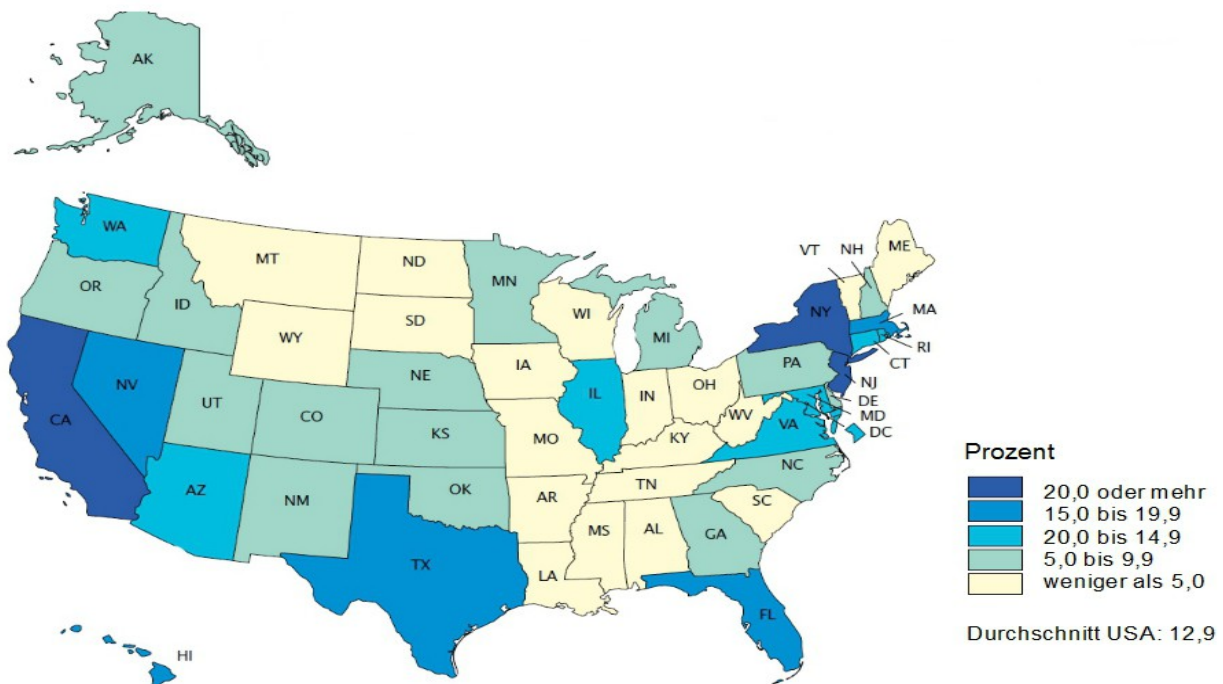 AK
WA
MT
ND
MN
VT
NH
ME
OR
ID
SD
WI
NY
MA
WY
MI
RI
IA
PA
CT
NE
NJ
NV
OH
DE
UT
IL
IN
MD
CA
CO
WV
VA
DC
KS
MO
KY
NC
AZ
OK
TN
NM
AR
SC
MS
AL
GA
TX
LA
FL
HI
Prozent
20,0 oder mehr
15,0 bis 19,9
20,0 bis 14,9
5,0 bis 9,9
weniger als 5,0
Durchschnitt USA: 12,9